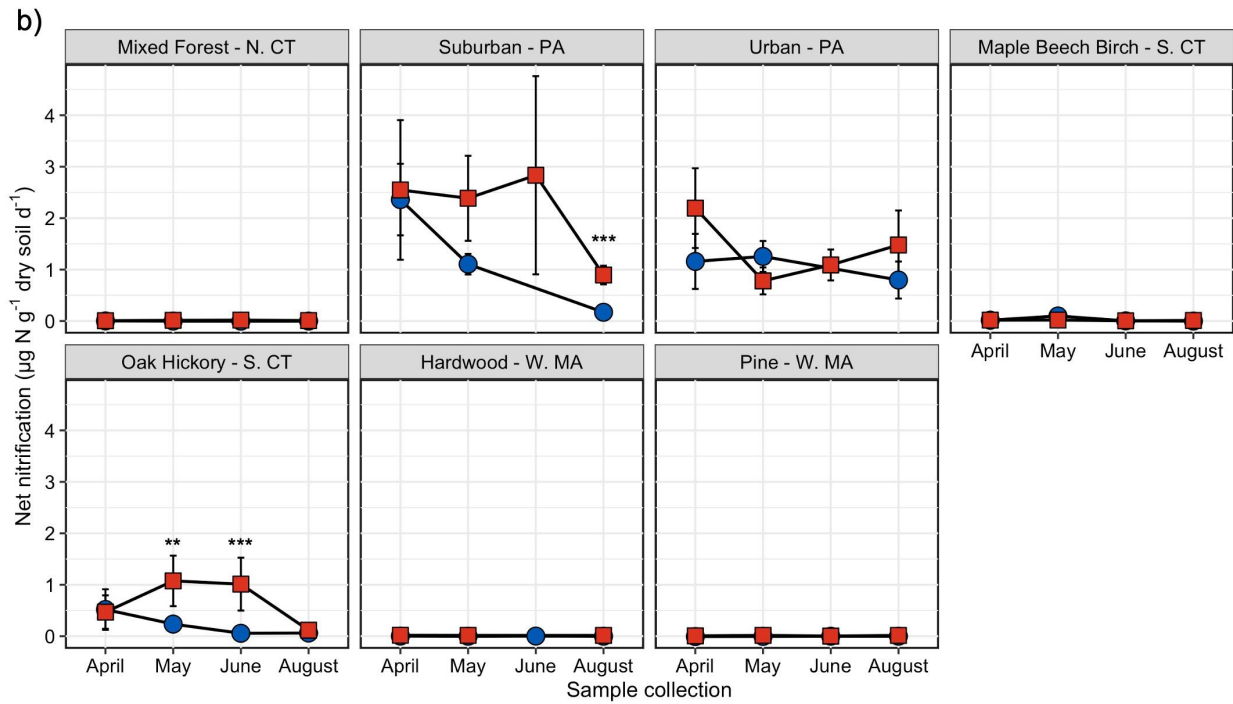 b)
Mixed Forest - N. CT
Suburban - PA
Urban - PA
Maple Beech Birch - S. CT
4
3
2
1
0
***
April May June August
Oak Hickory - S. CT
Hardwood - W. MA
Pine - W. MA
4
3
2
1
0
** ***
April May June August
April May June August
April May June August
Net nitrification (µg N g⁻¹ dry soil d⁻¹)
Sample collection